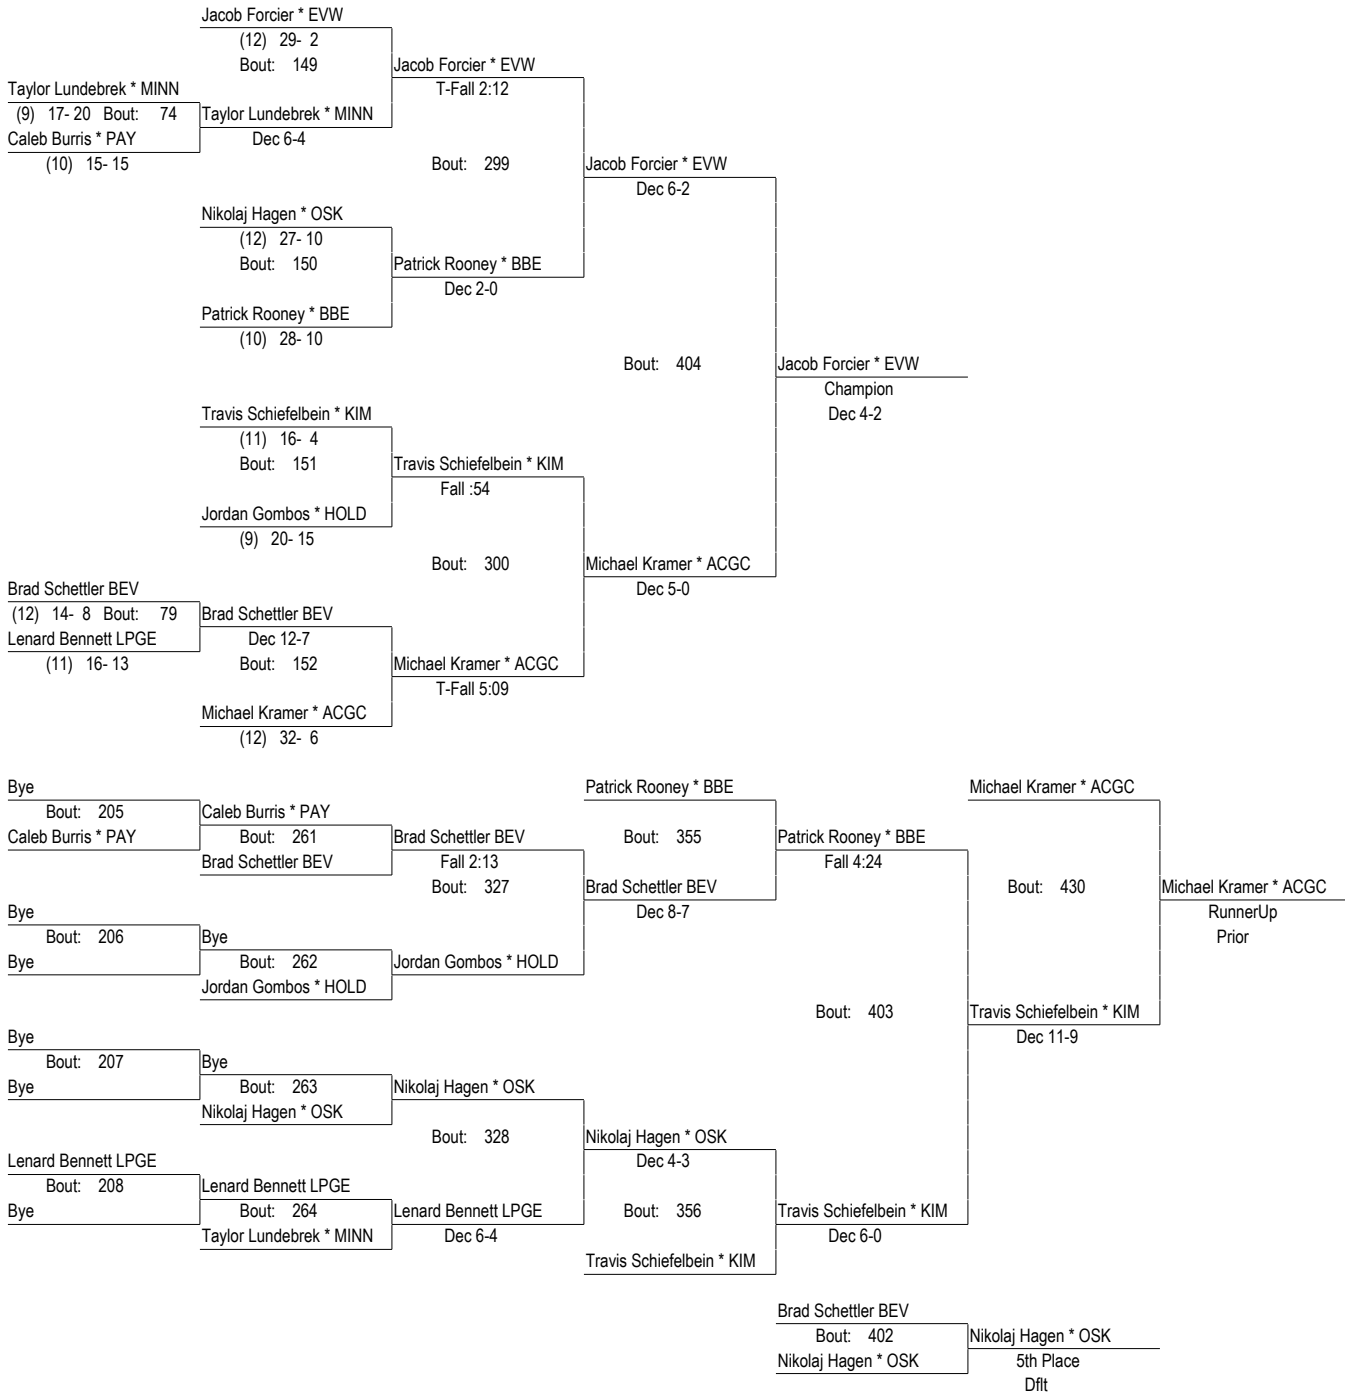 Jacob Forcier * EVW
(12) 29- 2
Bout: 149
Jacob Forcier * EVW
T-Fall 2:12
Taylor Lundebrek * MINN
(9) 17- 20 Bout: 74
Taylor Lundebrek * MINN
Caleb Burris * PAY
Dec 6-4
(10) 15- 15
Bout: 299
Jacob Forcier * EVW
Dec 6-2
Nikolaj Hagen * OSK
(12) 27- 10
Bout: 150
Patrick Rooney * BBE
Dec 2-0
Patrick Rooney * BBE
(10) 28- 10
Bout: 404
Jacob Forcier * EVW
Champion
Dec 4-2
Travis Schiefelbein * KIM
(11) 16- 4
Bout: 151
Travis Schiefelbein * KIM
Fall :54
Jordan Gombos * HOLD
(9) 20- 15
Bout: 300
Michael Kramer * ACGC
Dec 5-0
Brad Schettler BEV
(12) 14- 8 Bout: 79
Brad Schettler BEV
Lenard Bennett LPGE
Dec 12-7
(11) 16- 13
Bout: 152
Michael Kramer * ACGC
T-Fall 5:09
Michael Kramer * ACGC
(12) 32- 6
Bye
Patrick Rooney * BBE
Michael Kramer * ACGC
Bout: 205
Caleb Burris * PAY
Caleb Burris * PAY
Bout: 261
Brad Schettler BEV
Bout: 355
Patrick Rooney * BBE
Brad Schettler BEV
Fall 2:13
Fall 4:24
Bout: 327
Brad Schettler BEV
Bout: 430
Michael Kramer * ACGC
Bye
Dec 8-7
RunnerUp
Bout: 206
Bye
Prior
Bye
Bout: 262
Jordan Gombos * HOLD
Jordan Gombos * HOLD
Bout: 403
Travis Schiefelbein * KIM
Bye
Dec 11-9
Bout: 207
Bye
Bye
Bout: 263
Nikolaj Hagen * OSK
Nikolaj Hagen * OSK
Bout: 328
Nikolaj Hagen * OSK
Lenard Bennett LPGE
Dec 4-3
Bout: 208
Lenard Bennett LPGE
Bye
Bout: 264
Lenard Bennett LPGE
Bout: 356
Travis Schiefelbein * KIM
Taylor Lundebrek * MINN
Dec 6-4
Dec 6-0
Travis Schiefelbein * KIM
Brad Schettler BEV
Bout: 402
Nikolaj Hagen * OSK
Nikolaj Hagen * OSK
5th Place
Dflt